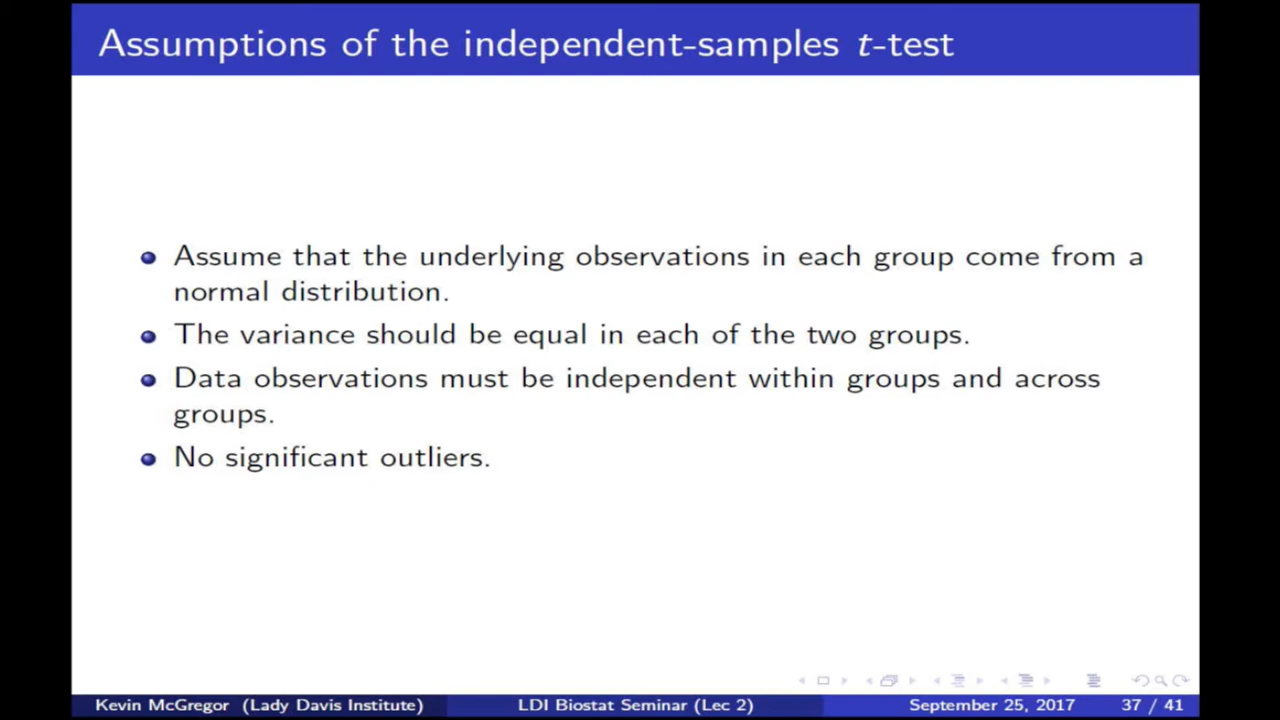 Assumptions of the independent-samples t-test
Assume that the underlying observations in each group come from a
normal distribution.
The variance should be equal in each of the two groups.
Data observations must be independent within groups and across
groups.
No significant outliers.
Kevin McGregor (Lady Davis Institute) LDI Biostat Seminar (Lec 2) September 25, 2017 37 / 41